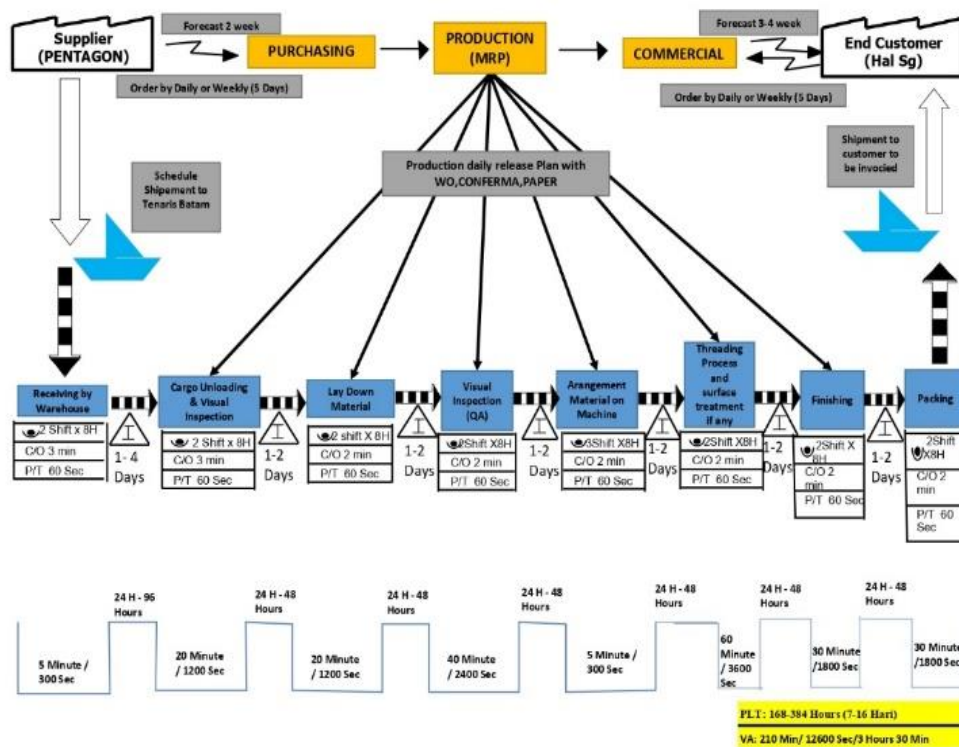 Supplier
(PENTAGON)
Forecast 2 week
PURCHASING
PRODUCTION
(MRP)
COMMERCIAL
Forecast 3-4 week
End Customer
(Hal Sg)
Order by Daily or Weekly (5 Days)
Order by Daily or Weekly (5 Days)
Schedule
Shipement to
Tenaris Batam
Production daily release Plan with
WO,CONFERMA,PAPER
Shipment to
customer to
be invocied
Receiving by
Warehouse
2 Shift x 8H
C/O 3 min
P/T 60 Sec
I
1- 4
Days
Cargo Unloading
& Visual
Inspection
2 Shift x 8H
C/O 3 min
P/T 60 Sec
I
1-2
Days
Lay Down
Material
2 shift X 8H
C/O 2 min
P/T 60 Sec
I
1-2
Days
Visual
Inspection
(QA)
2Shift X8H
C/O 2 min
P/T 60 Sec
I
1-2
Days
Arangement
Material on
Machine
3Shift X8H
C/O 2 min
P/T 60 Sec
I
1-2
Days
Threading
Process
and
surface
treatment
if any
2Shift X8H
C/O 2 min
P/T 60 Sec
I
1-2
Days
Finishing
2Shift X
8H
C/O 2
min
P/T 60 Sec
I
1-2
Days
Packing
2Shift
X8H
C/O 2
min
P/T 60
Sec
5 Minute /
300 Sec
24 H - 96
Hours
20 Minute
/ 1200 Sec
24 H - 48
Hours
20 Minute
/ 1200 Sec
24 H - 48
Hours
40 Minute
/ 2400 Sec
24 H - 48
Hours
5 Minute /
300 Sec
24 H - 48
Hours
60
Minute
/ 3600
Sec
24 H - 48
Hours
30 Minute
/1800 Sec
24 H - 48
Hours
30 Minute
/1800 Sec
PLT: 168-384 Hours (7-16 Hari)
VA: 210 Min/ 12600 Sec/3 Hours 30 Min